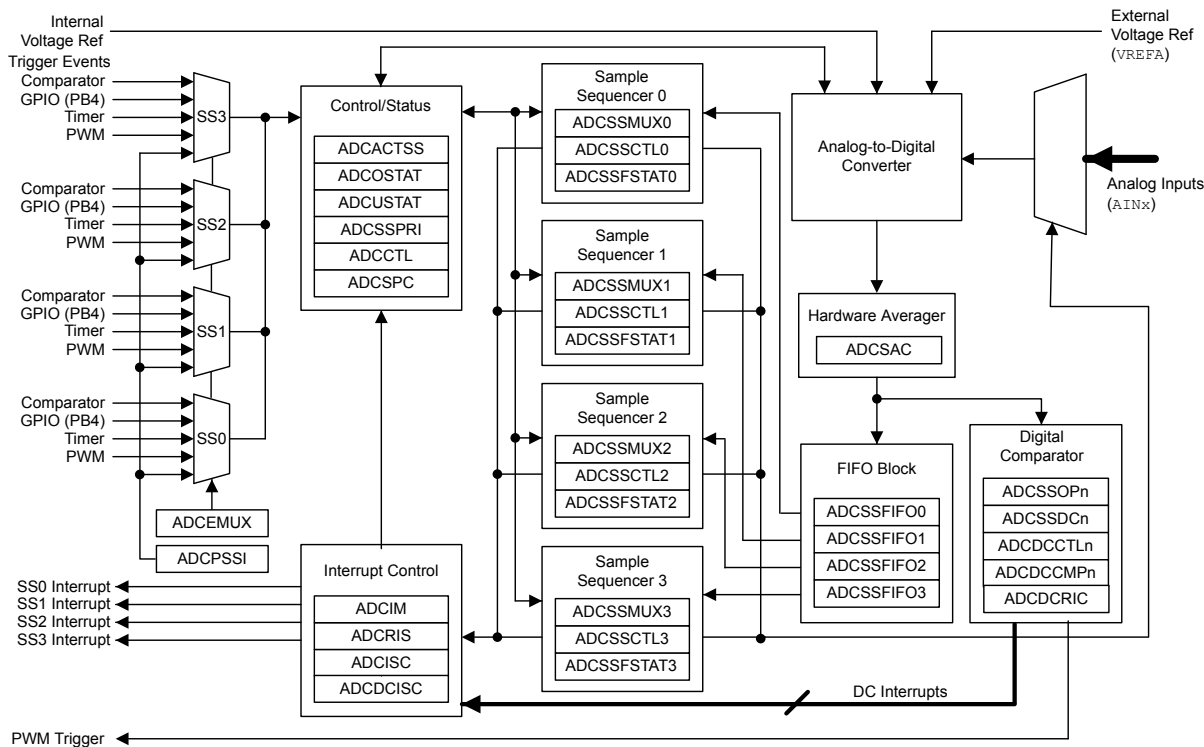 Internal
Voltage Ref
External
Voltage Ref
(VREFA)
Trigger Events
Comparator
GPIO (PB4)
Timer
PWM
SS3
Comparator
GPIO (PB4)
Timer
PWM
SS2
Comparator
GPIO (PB4)
Timer
PWM
SS1
Comparator
GPIO (PB4)
Timer
PWM
SS0
ADCEMUX
ADCPSSI
Control/Status
ADCACTSS
ADCOSTAT
ADCUSTAT
ADCSSPRI
ADCCTL
ADCSPC
Interrupt Control
ADCIM
ADCRIS
ADCISC
ADCDCISC
SS0 Interrupt
SS1 Interrupt
SS2 Interrupt
SS3 Interrupt
PWM Trigger
Sample
Sequencer 0
ADCSSMUX0
ADCSSCTL0
ADCSSFSTAT0
Sample
Sequencer 1
ADCSSMUX1
ADCSSCTL1
ADCSSFSTAT1
Sample
Sequencer 2
ADCSSMUX2
ADCSSCTL2
ADCSSFSTAT2
Sample
Sequencer 3
ADCSSMUX3
ADCSSCTL3
ADCSSFSTAT3
Analog-to-Digital
Converter
Analog Inputs
(AINx)
Hardware Averager
ADCSAC
FIFO Block
ADCSSFIFO0
ADCSSFIFO1
ADCSSFIFO2
ADCSSFIFO3
Digital
Comparator
ADCSSOPn
ADCSSDCn
ADCDCCTLn
ADCDCCMPn
ADCDCRIC
DC Interrupts